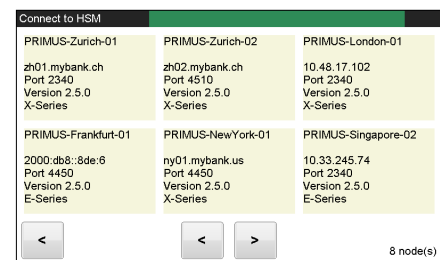 Connect to HSM
PRIMUS-Zurich-01
zh01.mybank.ch
Port 2340
Version 2.5.0
X-Series
PRIMUS-Zurich-02
zh02.mybank.ch
Port 4510
Version 2.5.0
X-Series
PRIMUS-London-01
10.48.17.102
Port 2340
Version 2.5.0
X-Series
PRIMUS-Frankfurt-01
2000:db8::8de:6
Port 4450
Version 2.5.0
E-Series
PRIMUS-NewYork-01
ny01.mybank.us
Port 4450
Version 2.5.0
X-Series
PRIMUS-Singapore-02
10.33.245.74
Port 2340
Version 2.5.0
E-Series
<
< >
8 node(s)